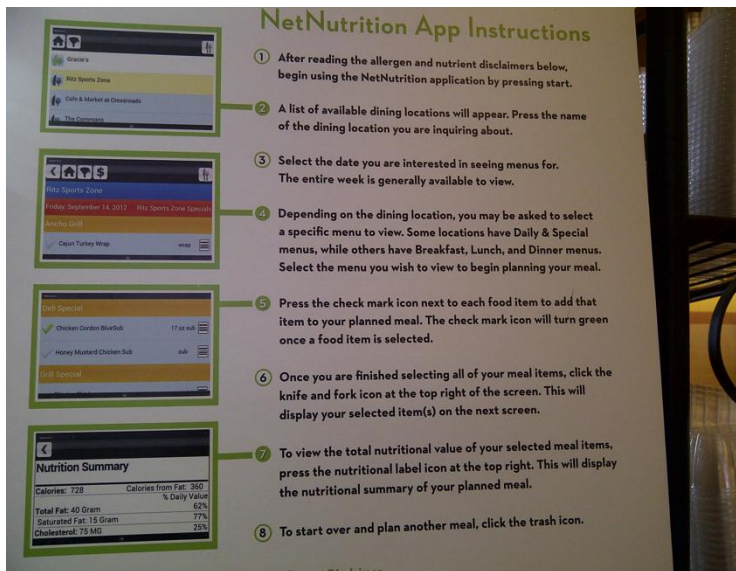 NetNutrition App Instructions
1 After reading the allergen and nutrient disclaimers below,
begin using the NetNutrition application by pressing start.
2 A list of available dining locations will appear. Press the name
of the dining location you are inquiring about.
3 Select the date you are interested in seeing menus for.
The entire week is generally available to view.
4 Depending on the dining location, you may be asked to select
a specific menu to view. Some locations have Daily & Special
menus, while others have Breakfast, Lunch, and Dinner menus.
Select the menu you wish to view to begin planning your meal.
5 Press the check mark icon next to each food item to add that
item to your planned meal. The check mark icon will turn green
once a food item is selected.
6 Once you are finished selecting all of your meal items, click the
knife and fork icon at the top right of the screen. This will
display your selected item(s) on the next screen.
7 To view the total nutritional value of your selected meal items,
press the nutritional label icon at the top right. This will display
the nutritional summary of your planned meal.
8 To start over and plan another meal, click the trash icon.
Gracie's
Ritz Sports Zone
Cafe & Market at Crossroads
The Commons
$
Ritz Sports Zone
Friday, September 14, 2012 Ritz Sports Zone Specials
Ancho Grill
Cajun Turkey Wrap wrap
Deli Special
Chicken Cordon BlueSub 17 oz sub
Honey Mustard Chicken Sub sub
Grill Special
Nutrition Summary
Calories: 728 Calories from Fat: 360
% Daily Value
Total Fat: 40 Gram 62%
Saturated Fat: 15 Gram 77%
Cholesterol: 75 MG 25%